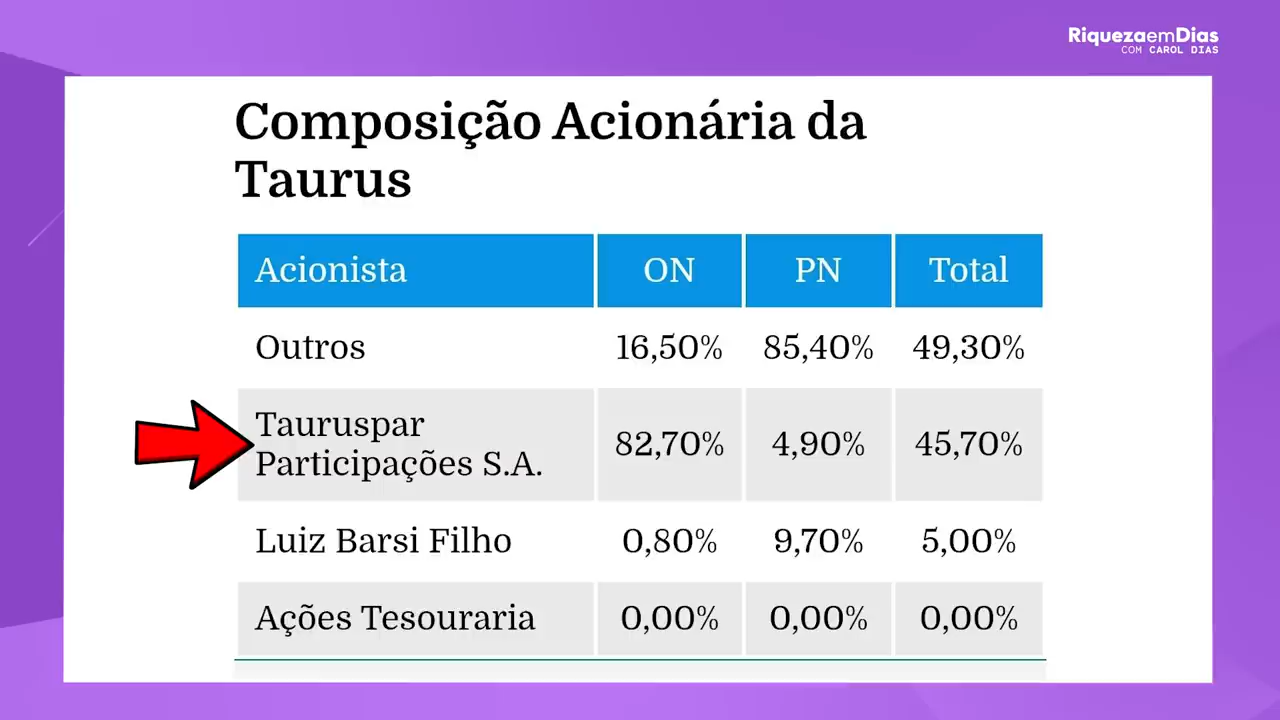 RiquezaemDias
COM CAROL DIAS
Composição Acionária da
Taurus
Acionista ON PN Total
Outros 16,50% 85,40% 49,30%
Tauruspar
Participações S.A. 82,70% 4,90% 45,70%
Luiz Barsi Filho 0,80% 9,70% 5,00%
Ações Tesouraria 0,00% 0,00% 0,00%